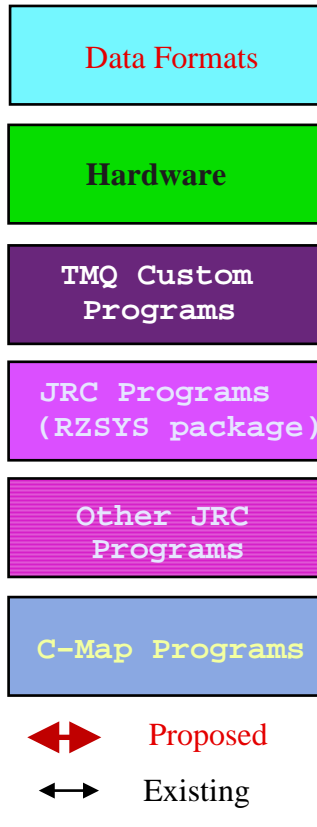 Data Formats
Hardware
TMQ Custom
Programs
JRC Programs
(RZSYS package)
Other JRC
Programs
C-Map Programs
Proposed
Existing